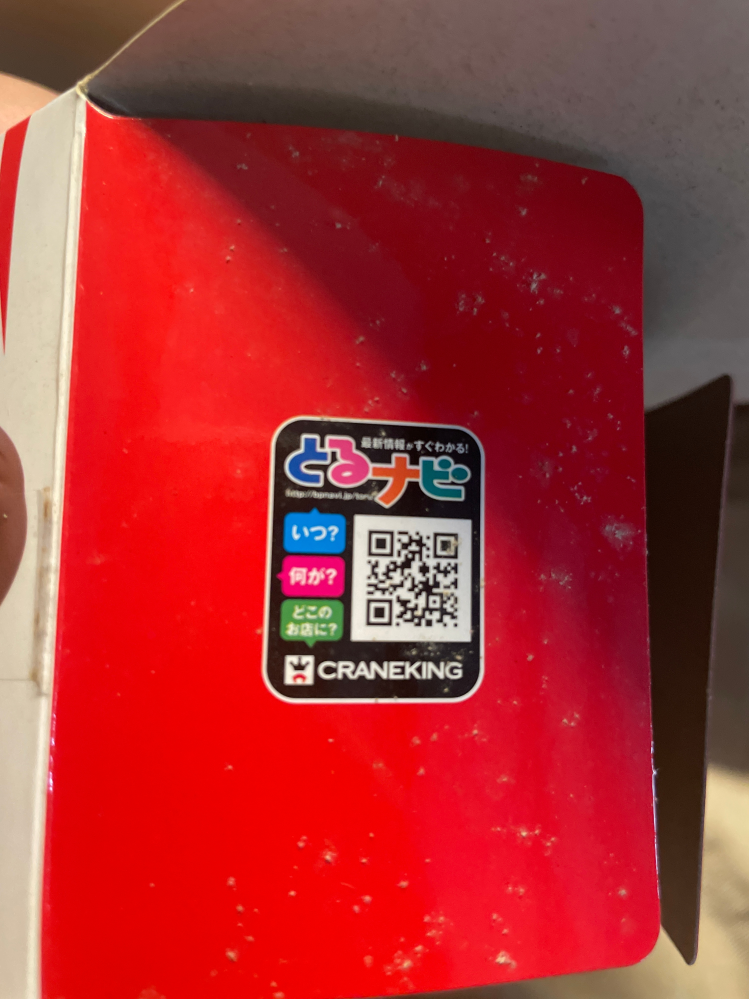 最新情報がすぐわかる!
とるナビ
http://bpnavi.jp/toru/
いつ?
何が?
どこの
お店に?
CRANEKING